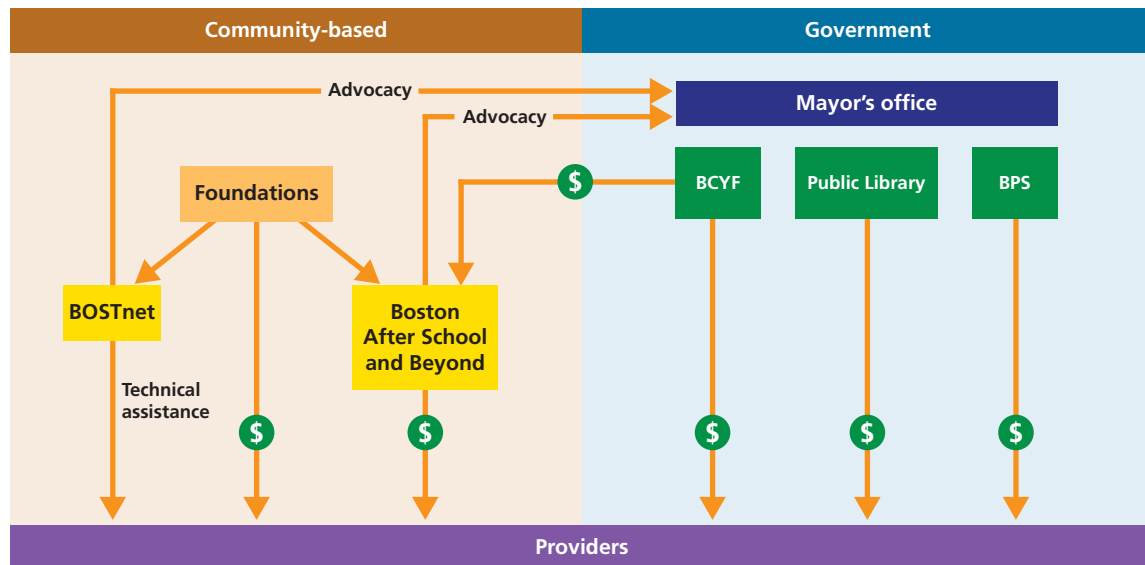 Community-based
Government
Advocacy
Mayor's office
Advocacy
$
BCYF
Public Library
BPS
Foundations
BOSTnet
Boston
After School
and Beyond
Technical
assistance
$
$
$
$
$
Providers